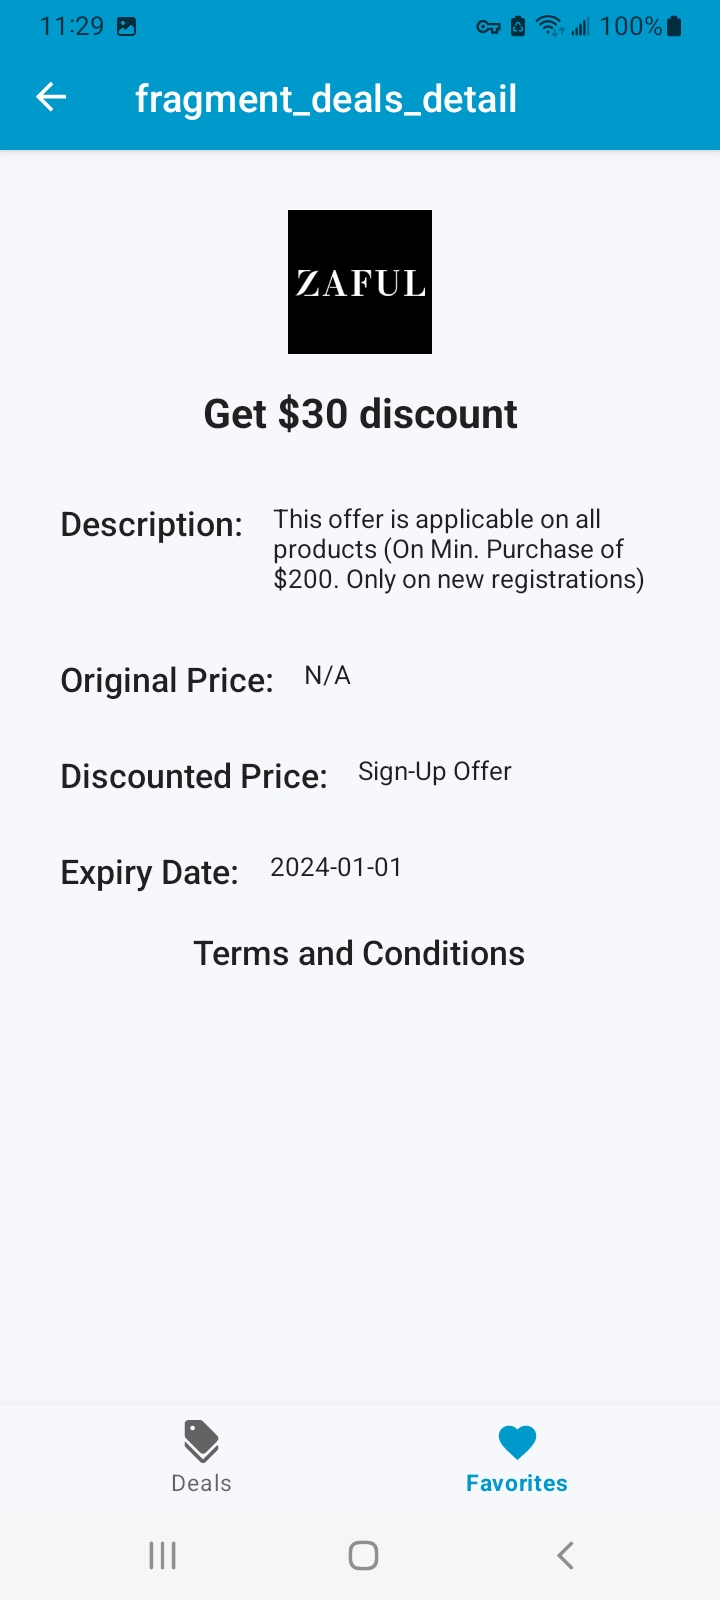 11:29
100%
fragment_deals_detail
ZAFUL
Get $30 discount
Description:
This offer is applicable on all
products (On Min. Purchase of
$200. Only on new registrations)
Original Price: N/A
Discounted Price: Sign-Up Offer
Expiry Date: 2024-01-01
Terms and Conditions
Deals
Favorites